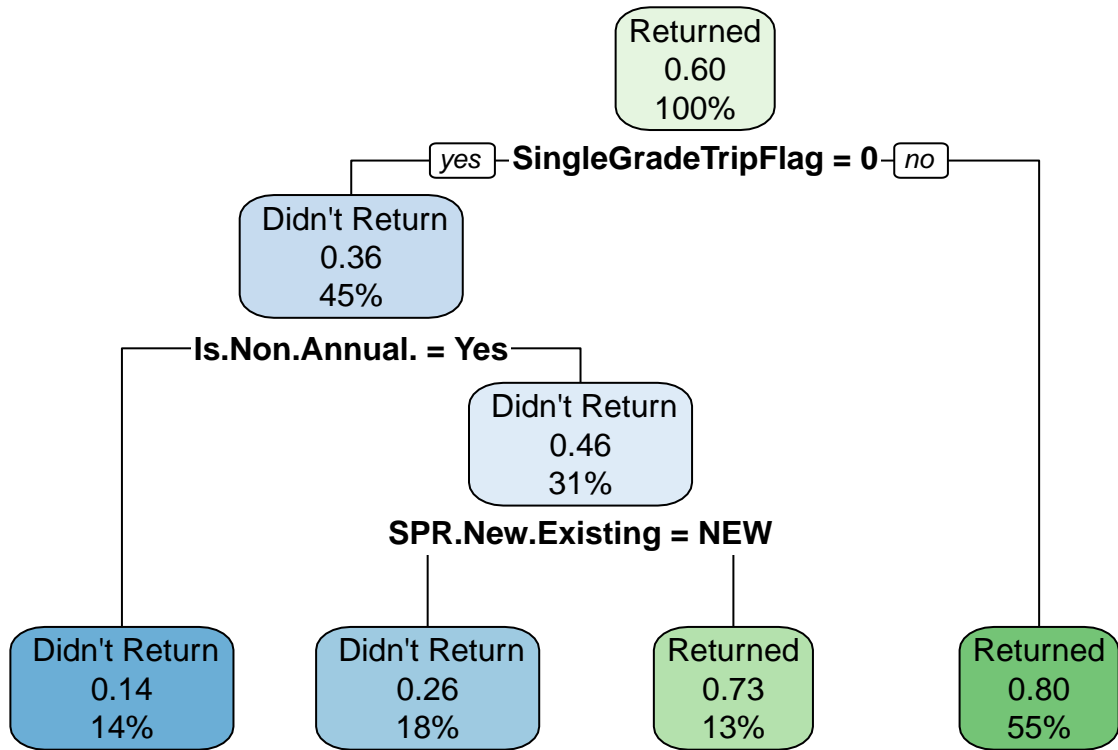 Returned
0.60
100%
yes SingleGradeTripFlag = 0 no
Didn't Return
0.36
45%
Is.Non.Annual. = Yes
Didn't Return
0.46
31%
SPR.New.Existing = NEW
Didn't Return
0.14
14%
Didn't Return
0.26
18%
Returned
0.73
13%
Returned
0.80
55%